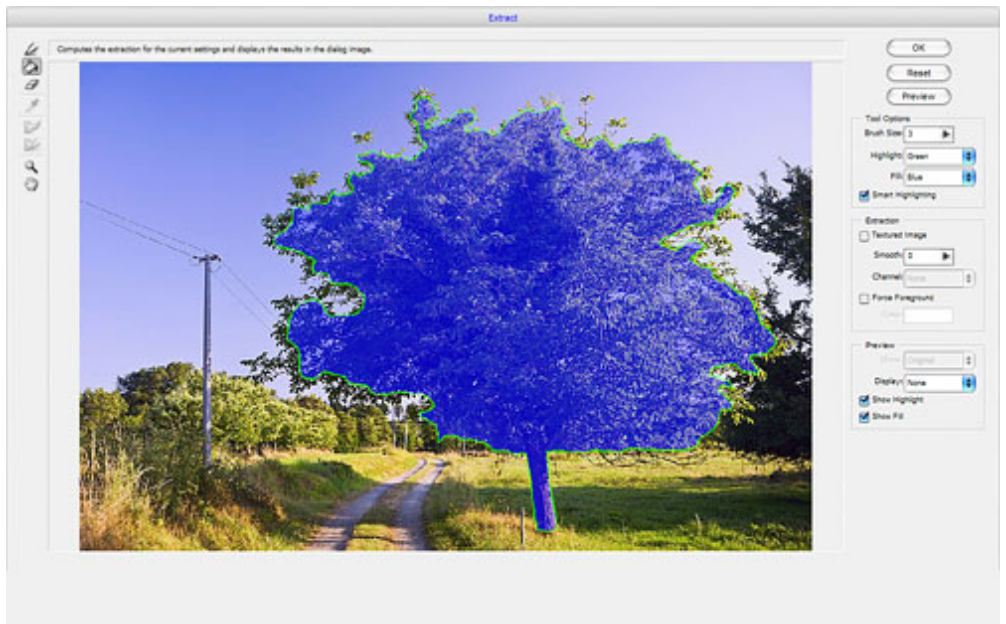 Extract
Computes the extraction for the current settings and displays the results in the dialog image.
OK
Reset
Preview
Tool Options
Brush Size: 3
Highlight: Green
Fill: Blue
Smart Highlighting
Extraction
Textured Image
Smooth: 0
Channel: None
Force Foreground
Color:
Preview
Show: Original
Display: None
Show Highlight
Show Fill